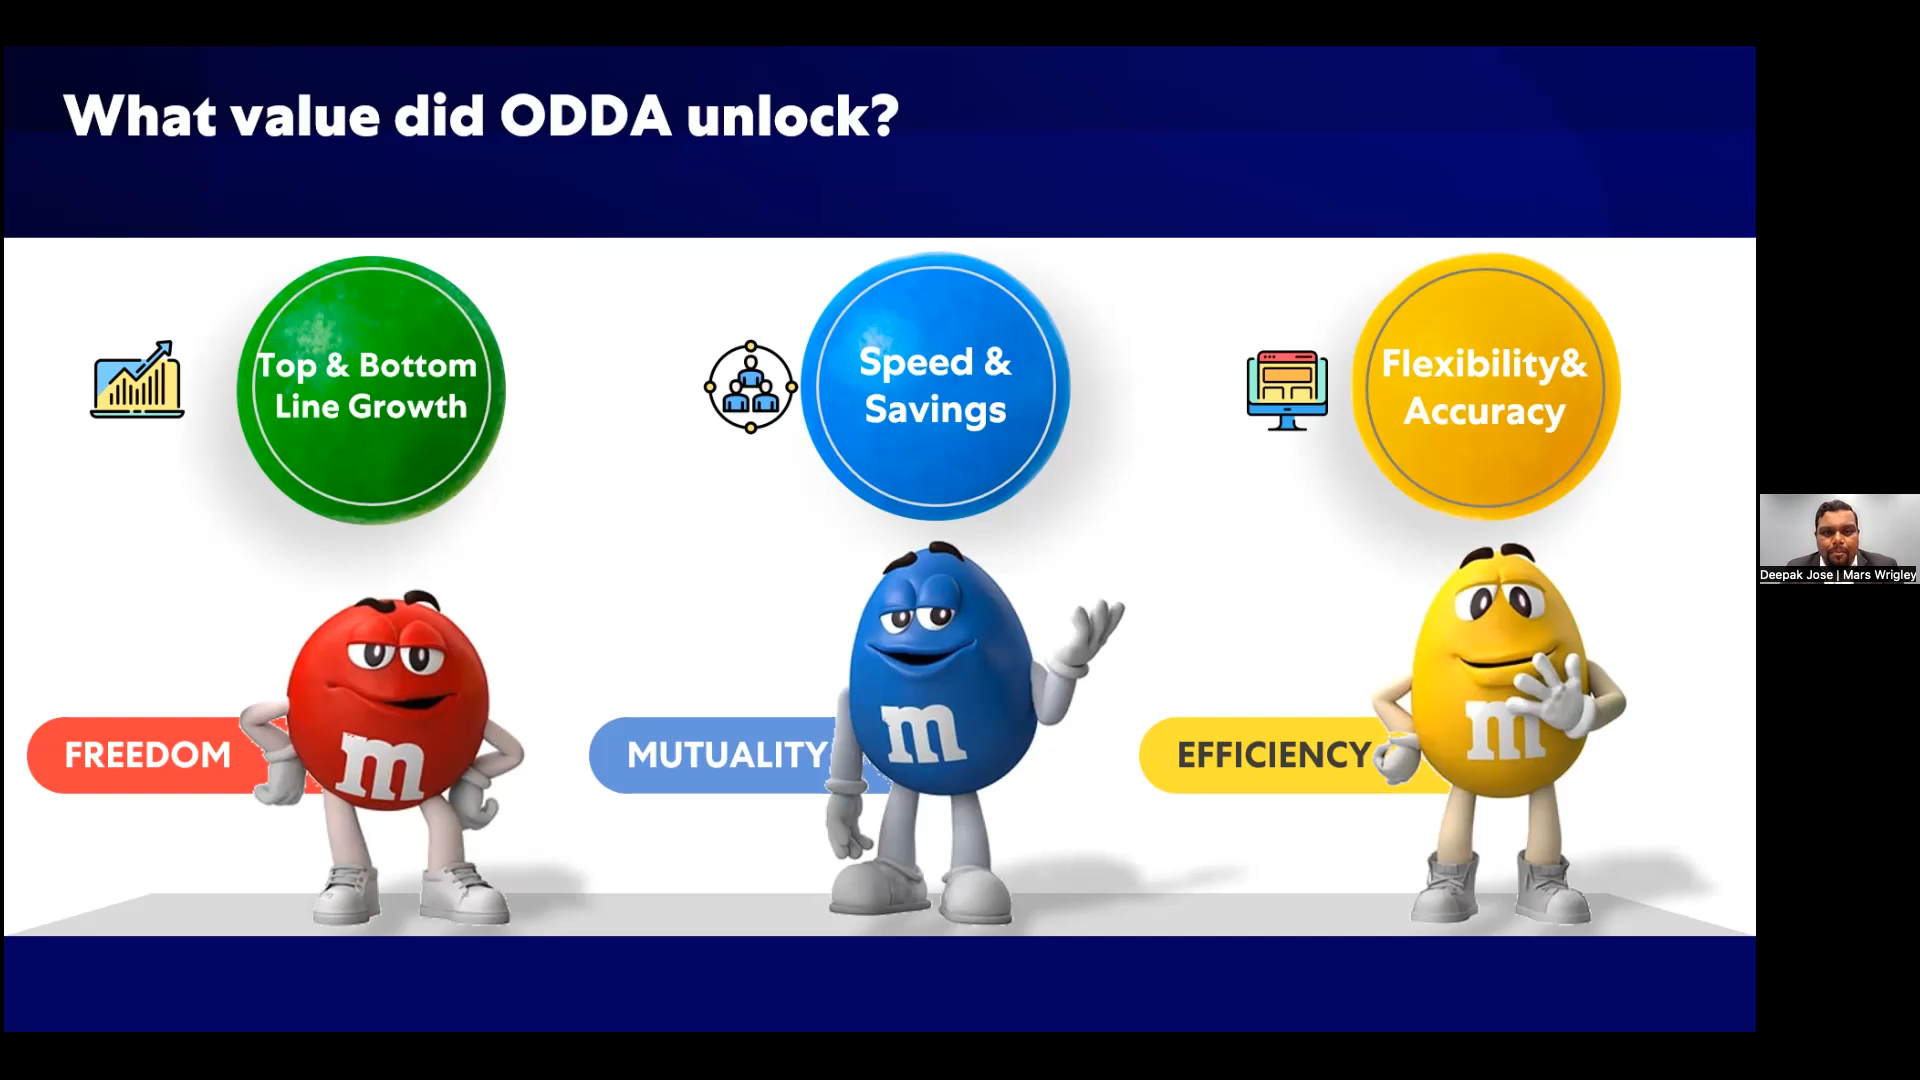 What value did ODDA unlock?
Top & Bottom
Line Growth
Speed &
Savings
Flexibility&
Accuracy
FREEDOM
m
MUTUALITY
m
EFFICIENCY
m
Deepak Jose | Mars Wrigley